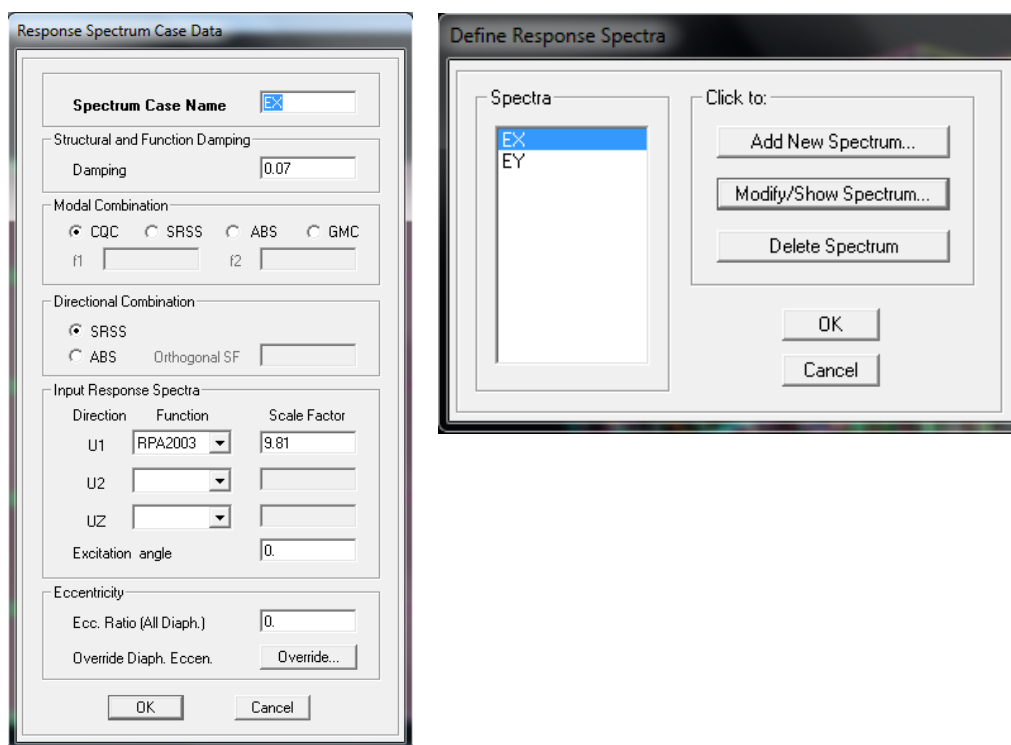 Response Spectrum Case Data
Spectrum Case Name EX
Structural and Function Damping
Damping 0.07
Modal Combination
CQC SRSS ABS GMC
f1 f2
Directional Combination
SRSS
ABS Orthogonal SF
Input Response Spectra
Direction Function Scale Factor
U1 RPA2003 9.81
U2
UZ
Excitation angle 0.
Eccentricity
Ecc. Ratio (All Diaph.) 0.
Override Diaph. Eccen. Override...
OK Cancel
Define Response Spectra
Spectra
EX
EY
Click to:
Add New Spectrum...
Modify/Show Spectrum...
Delete Spectrum
OK
Cancel